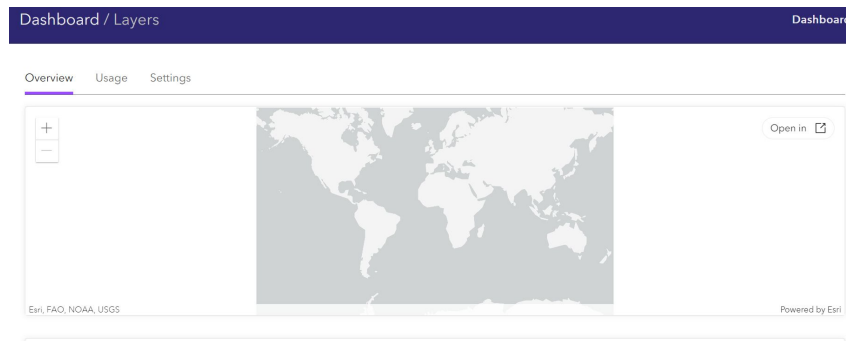 Dashboard / Layers
Dashboard
Overview
Usage
Settings
+
—
Open in
Esri, FAO, NOAA, USGS
Powered by Esri